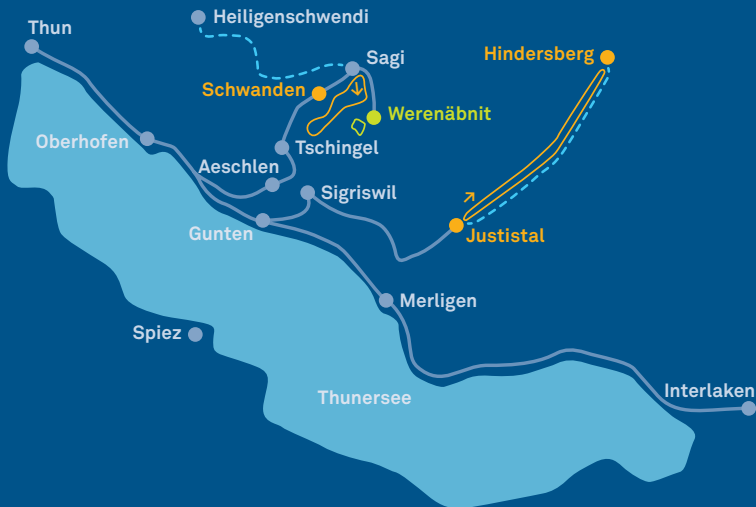 Heiligenschwendi
Thun
Hindersberg
Sagi
Schwanden
Werenäbnit
Oberhofen
Tschingel
Aeschlen
Sigriswil
Gunten
Justistal
Merligen
Spiez
Interlaken
Thunersee